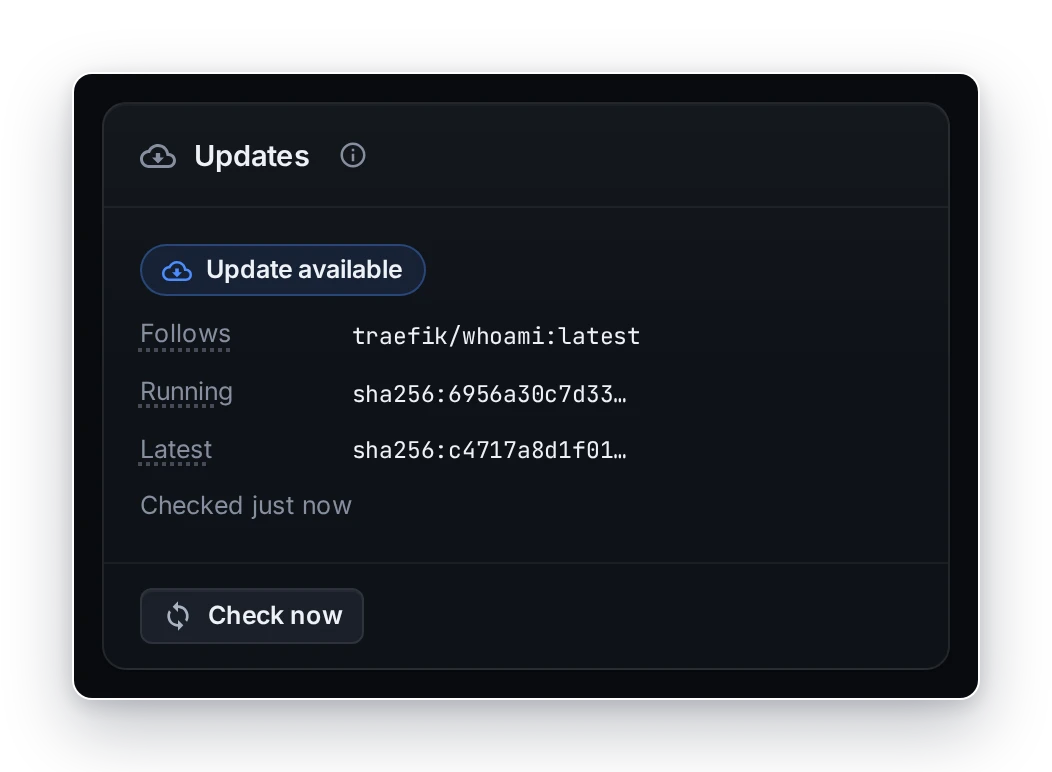 Updates
Update available
Follows traefik/whoami:latest
Running sha256:6956a30c7d33…
Latest sha256:c4717a8d1f01…
Checked just now
Check now